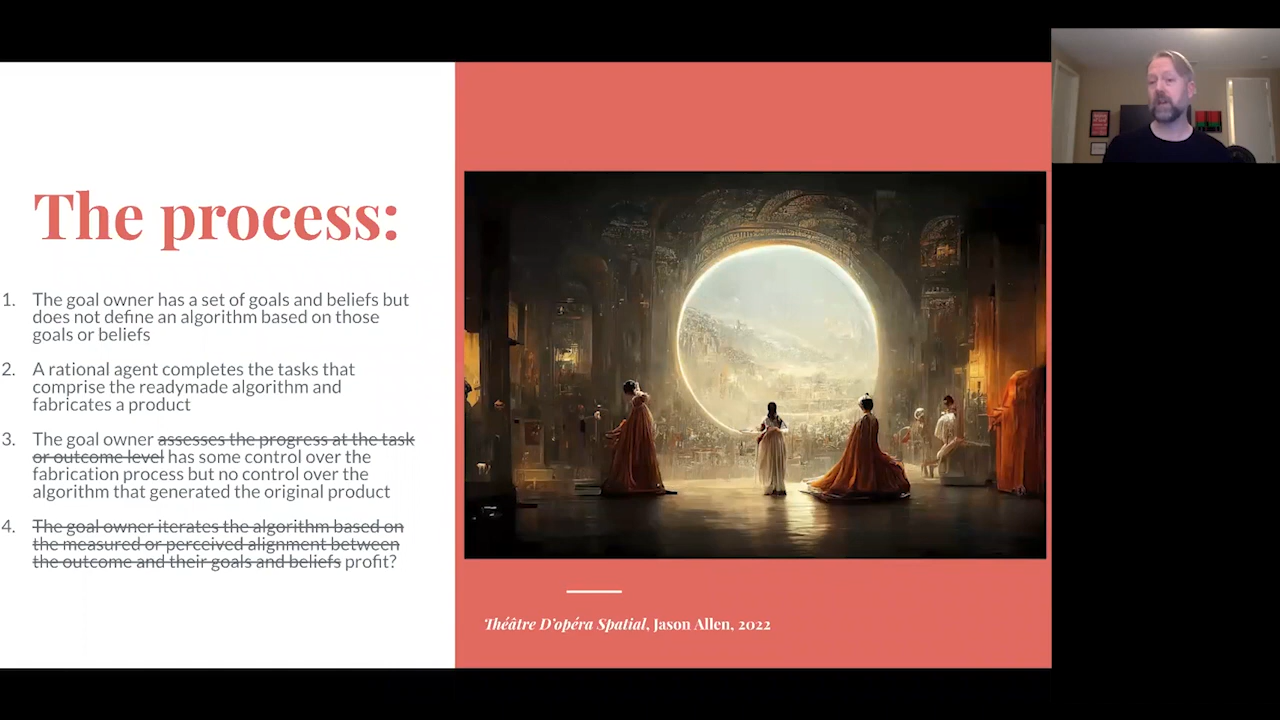 The process:
1. The goal owner has a set of goals and beliefs but
does not define an algorithm based on those
goals or beliefs
2. A rational agent completes the tasks that
comprise the readymade algorithm and
fabricates a product
3. The goal owner assesses the progress at the task
or outcome level has some control over the
fabrication process but no control over the
algorithm that generated the original product
4. The goal owner iterates the algorithm based on
the measured or perceived alignment between
the outcome and their goals and beliefs profit?
Théâtre D'opéra Spatial, Jason Allen, 2022